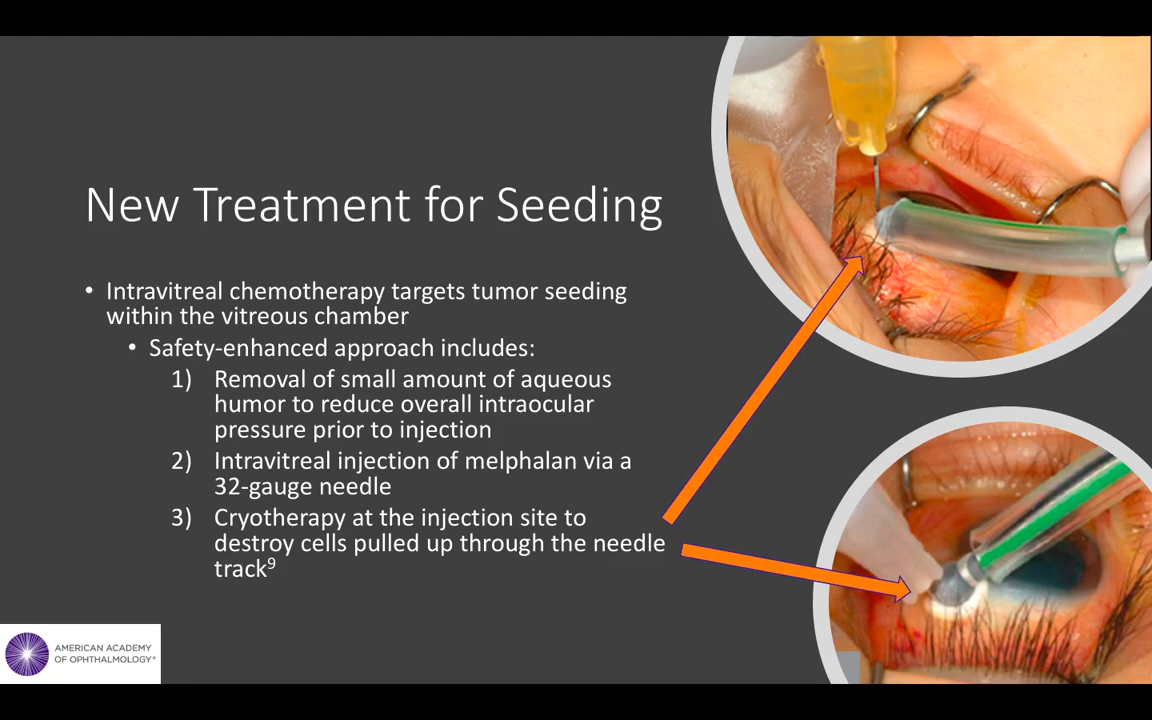 New Treatment for Seeding
• Intravitreal chemotherapy targets tumor seeding
within the vitreous chamber
• Safety-enhanced approach includes:
1) Removal of small amount of aqueous
humor to reduce overall intraocular
pressure prior to injection
2) Intravitreal injection of melphalan via a
32-gauge needle
3) Cryotherapy at the injection site to
destroy cells pulled up through the needle
track⁹
AMERICAN ACADEMY
OF OPHTHALMOLOGY®